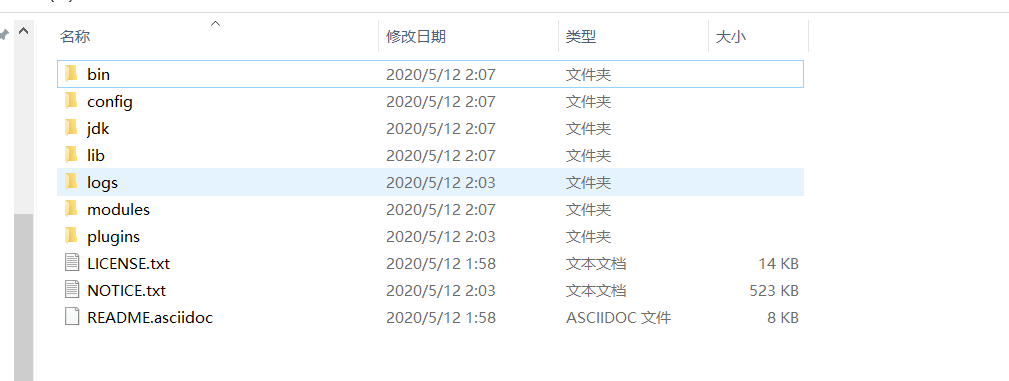 名称 修改日期 类型 大小
bin 2020/5/12 2:07 文件夹
config 2020/5/12 2:07 文件夹
jdk 2020/5/12 2:07 文件夹
lib 2020/5/12 2:07 文件夹
logs 2020/5/12 2:03 文件夹
modules 2020/5/12 2:07 文件夹
plugins 2020/5/12 2:03 文件夹
LICENSE.txt 2020/5/12 1:58 文本文档 14 KB
NOTICE.txt 2020/5/12 2:03 文本文档 523 KB
README.asciidoc 2020/5/12 1:58 ASCIIDOC 文件 8 KB